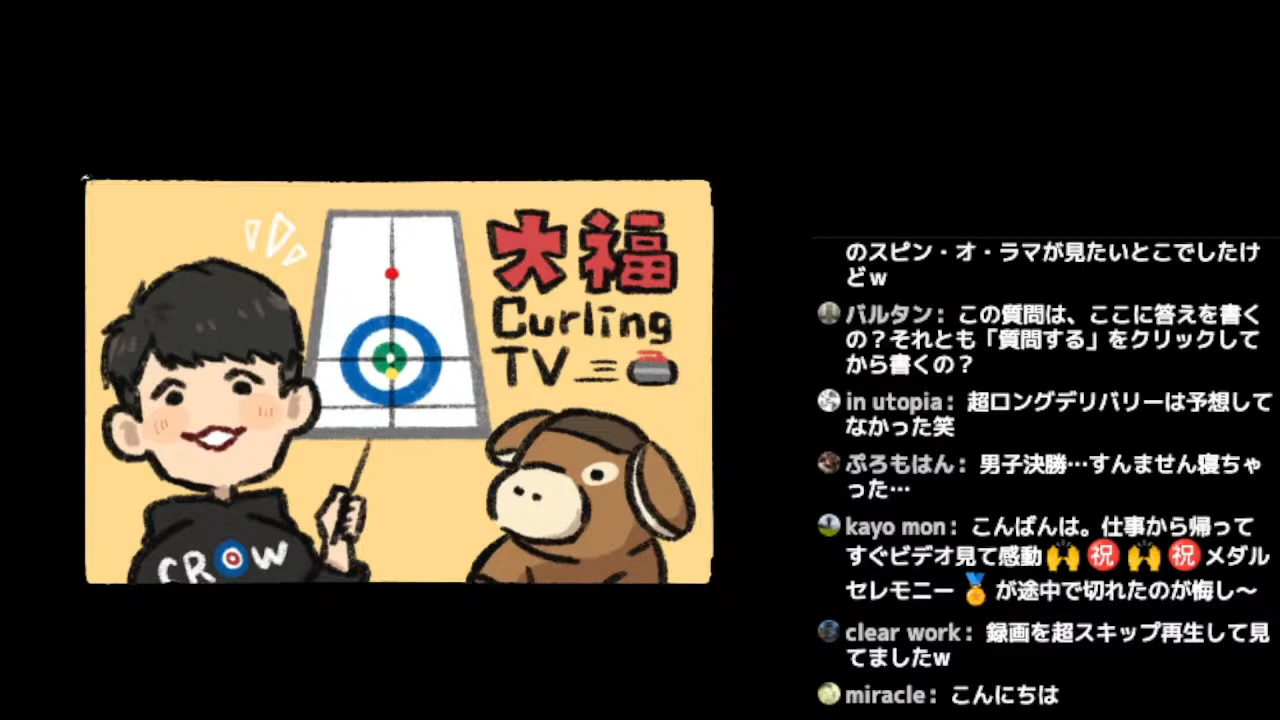 大福
Curling
TV
CROW
のスピン・オ・ラマが見たいとこでしたけ
どw
バルタン: この質問は、ここに答えを書く
の？それとも「質問する」をクリックして
から書くの？
in utopia: 超ロングデリバリーは予想して
なかった笑
ぷろもはん: 男子決勝…すんません寝ちゃ
った…
kayo mon: こんばんは。仕事から帰って
すぐビデオ見て感動🙌㊗️🙌㊗️メダル
セレモニー🏅が途中で切れたのが悔し〜
clear work: 録画を超スキップ再生して見
てましたw
miracle: こんにちは